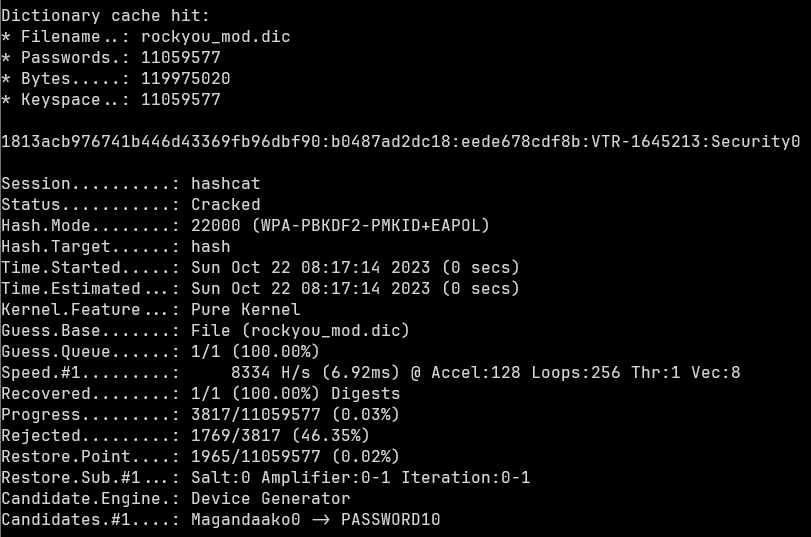 Dictionary cache hit:
* Filename..: rockyou_mod.dic
* Passwords.: 11059577
* Bytes.....: 119975020
* Keyspace..: 11059577
1813acb976741b446d43369fb96dbf90:b0487ad2dc18:eede678cdf8b:VTR-1645213:Security0
Session..........: hashcat
Status...........: Cracked
Hash.Mode........: 22000 (WPA-PBKDF2-PMKID+EAPOL)
Hash.Target......: hash
Time.Started.....: Sun Oct 22 08:17:14 2023 (0 secs)
Time.Estimated...: Sun Oct 22 08:17:14 2023 (0 secs)
Kernel.Feature...: Pure Kernel
Guess.Base.......: File (rockyou_mod.dic)
Guess.Queue......: 1/1 (100.00%)
Speed.#1.........:     8334 H/s (6.92ms) @ Accel:128 Loops:256 Thr:1 Vec:8
Recovered........: 1/1 (100.00%) Digests
Progress.........: 3817/11059577 (0.03%)
Rejected.........: 1769/3817 (46.35%)
Restore.Point....: 1965/11059577 (0.02%)
Restore.Sub.#1...: Salt:0 Amplifier:0-1 Iteration:0-1
Candidate.Engine.: Device Generator
Candidates.#1....: Magandaako0 -> PASSWORD10